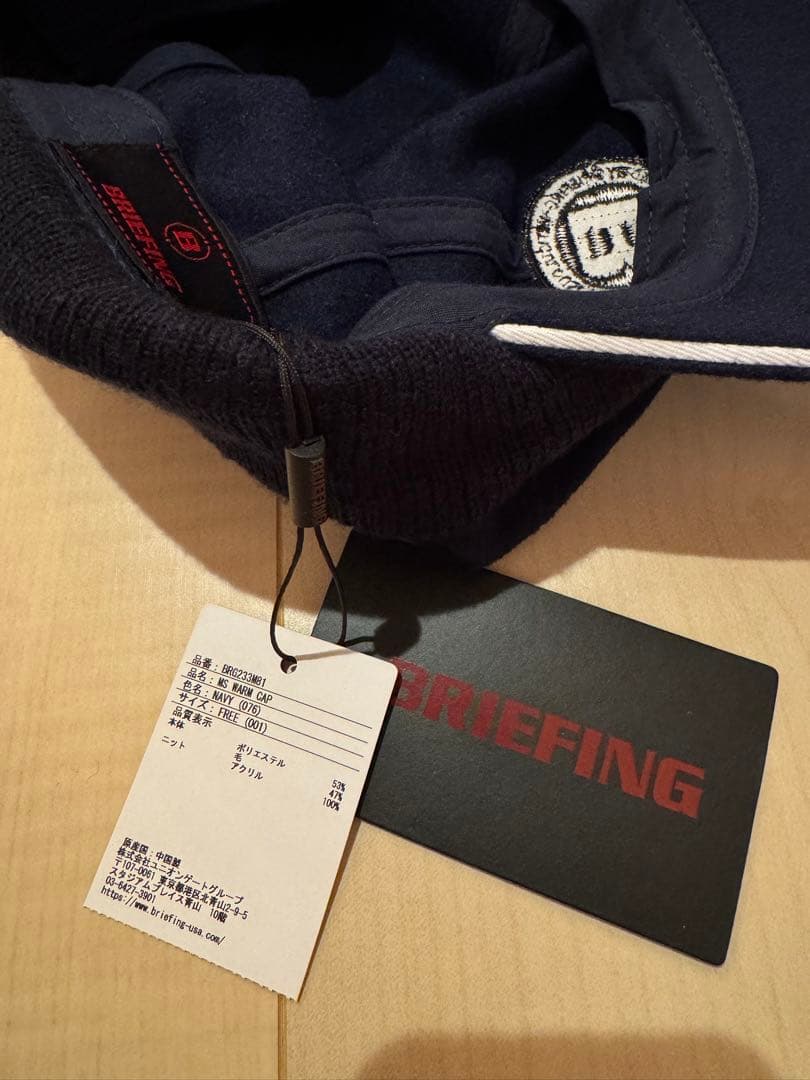 BRIEFING
B
B
BRIEFING
品番：BRG233M81
品名：MS WARM CAP
色名：NAVY (076)
サイズ：FREE (001)
品質表示
本体 ポリエステル 53%
毛 47%
ニット アクリル 100%
原産国：中国製
株式会社ユニオンゲートグループ
〒107-0061 東京都港区北青山2-9-5
スタジアムプレイス青山 10階
03-6427-3901
https://www.briefing-usa.com/
BRIEFING